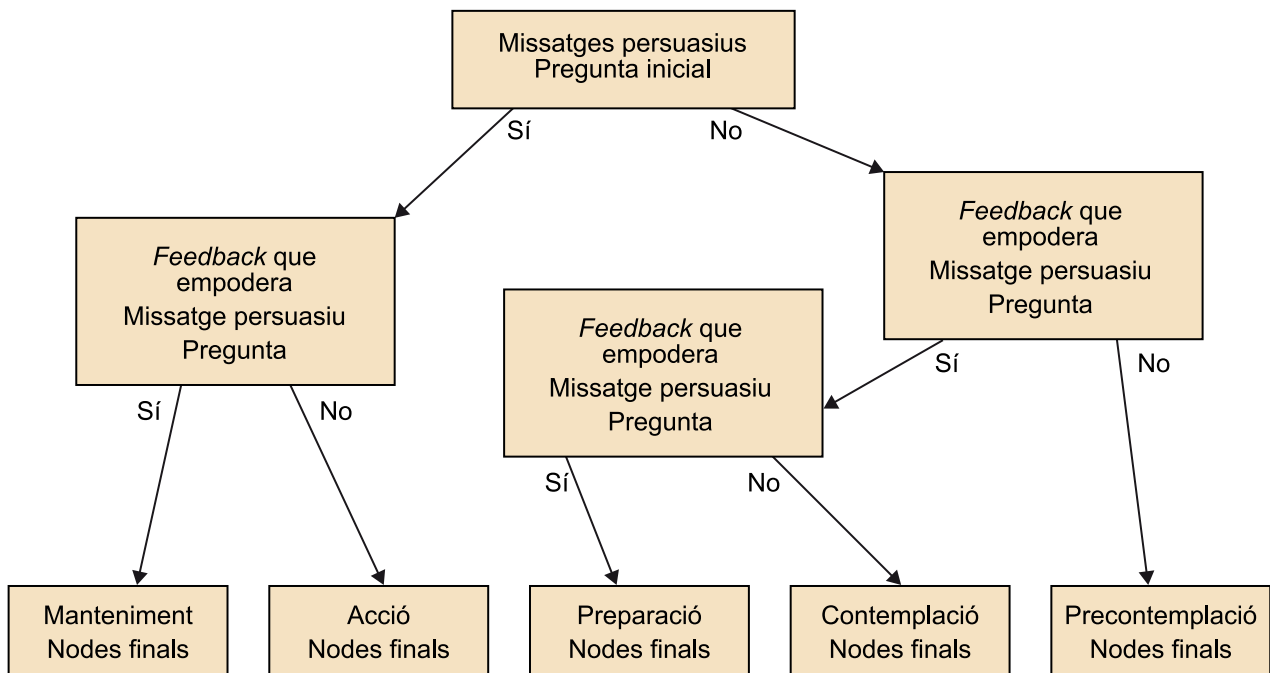 Missatges persuasius
Pregunta inicial
Sí
No
Feedback que
empodera
Missatge persuasiu
Pregunta
Feedback que
empodera
Missatge persuasiu
Pregunta
Feedback que
empodera
Missatge persuasiu
Pregunta
Sí
No
Sí
No
Sí
No
Manteniment
Nodes finals
Acció
Nodes finals
Preparació
Nodes finals
Contemplació
Nodes finals
Precontemplació
Nodes finals